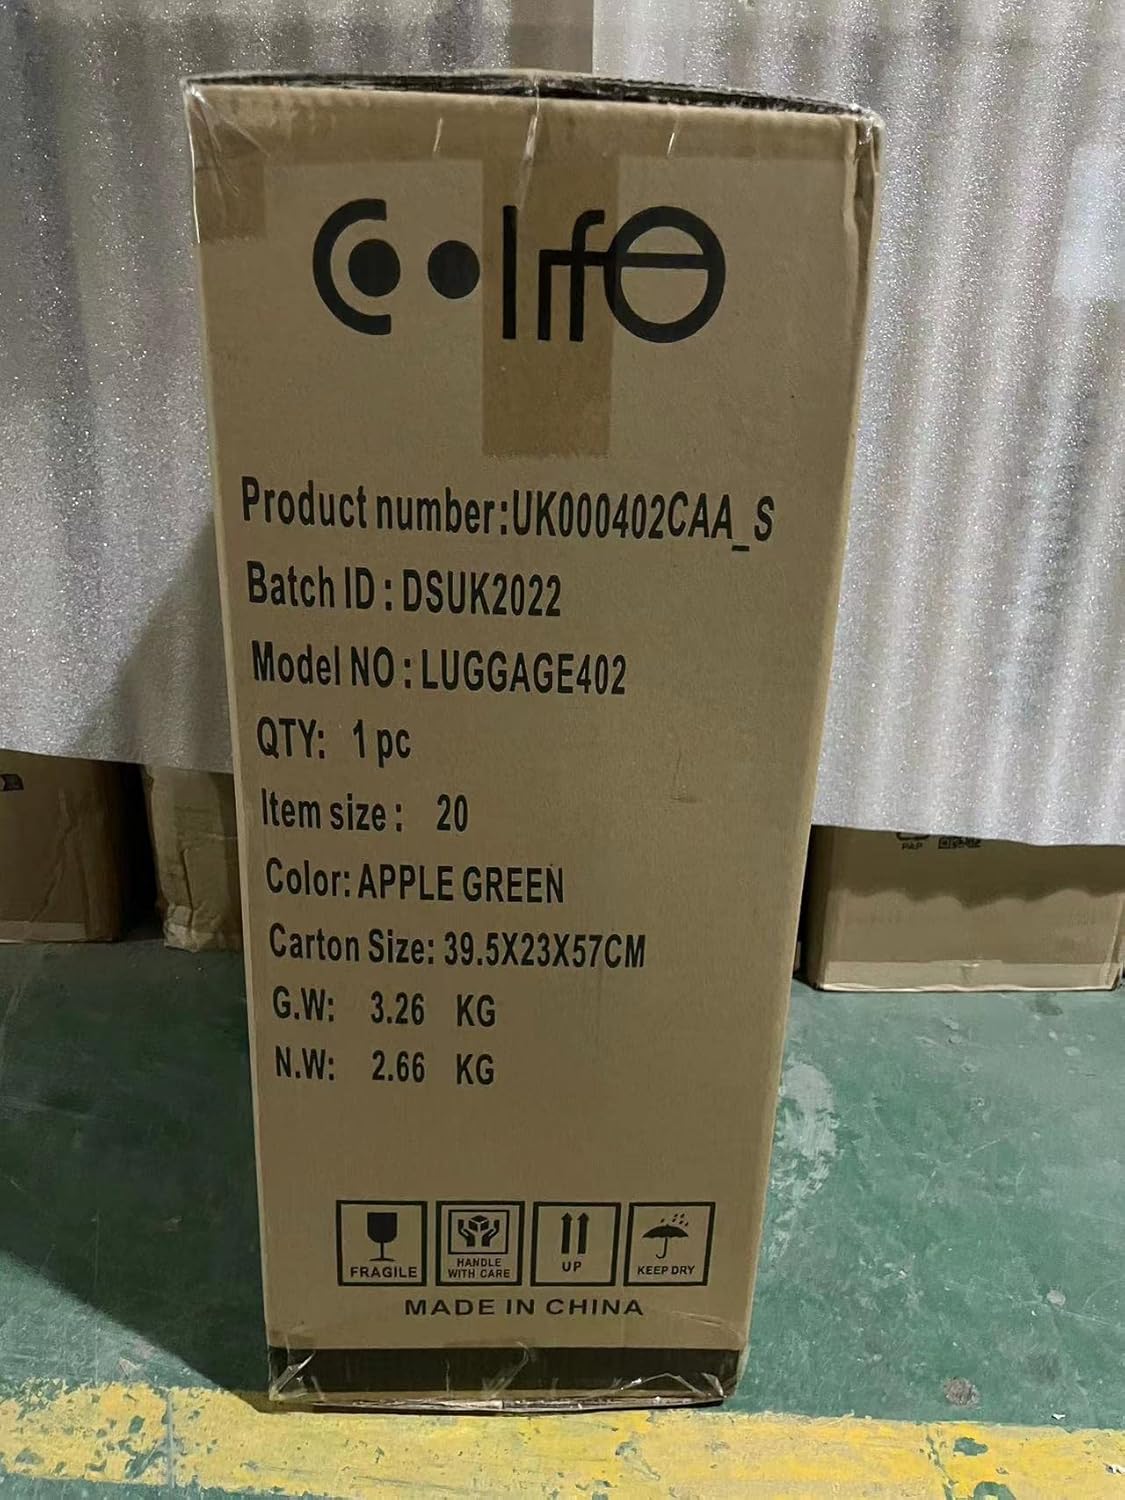 Coolife
Product number:UK000402CAA_S
Batch ID : DSUK2022
Model NO : LUGGAGE402
QTY: 1 pc
Item size : 20
Color: APPLE GREEN
Carton Size: 39.5X23X57CM
G.W: 3.26 KG
N.W: 2.66 KG
FRAGILE
HANDLE
WITH CARE
UP
KEEP DRY
MADE IN CHINA
PAP